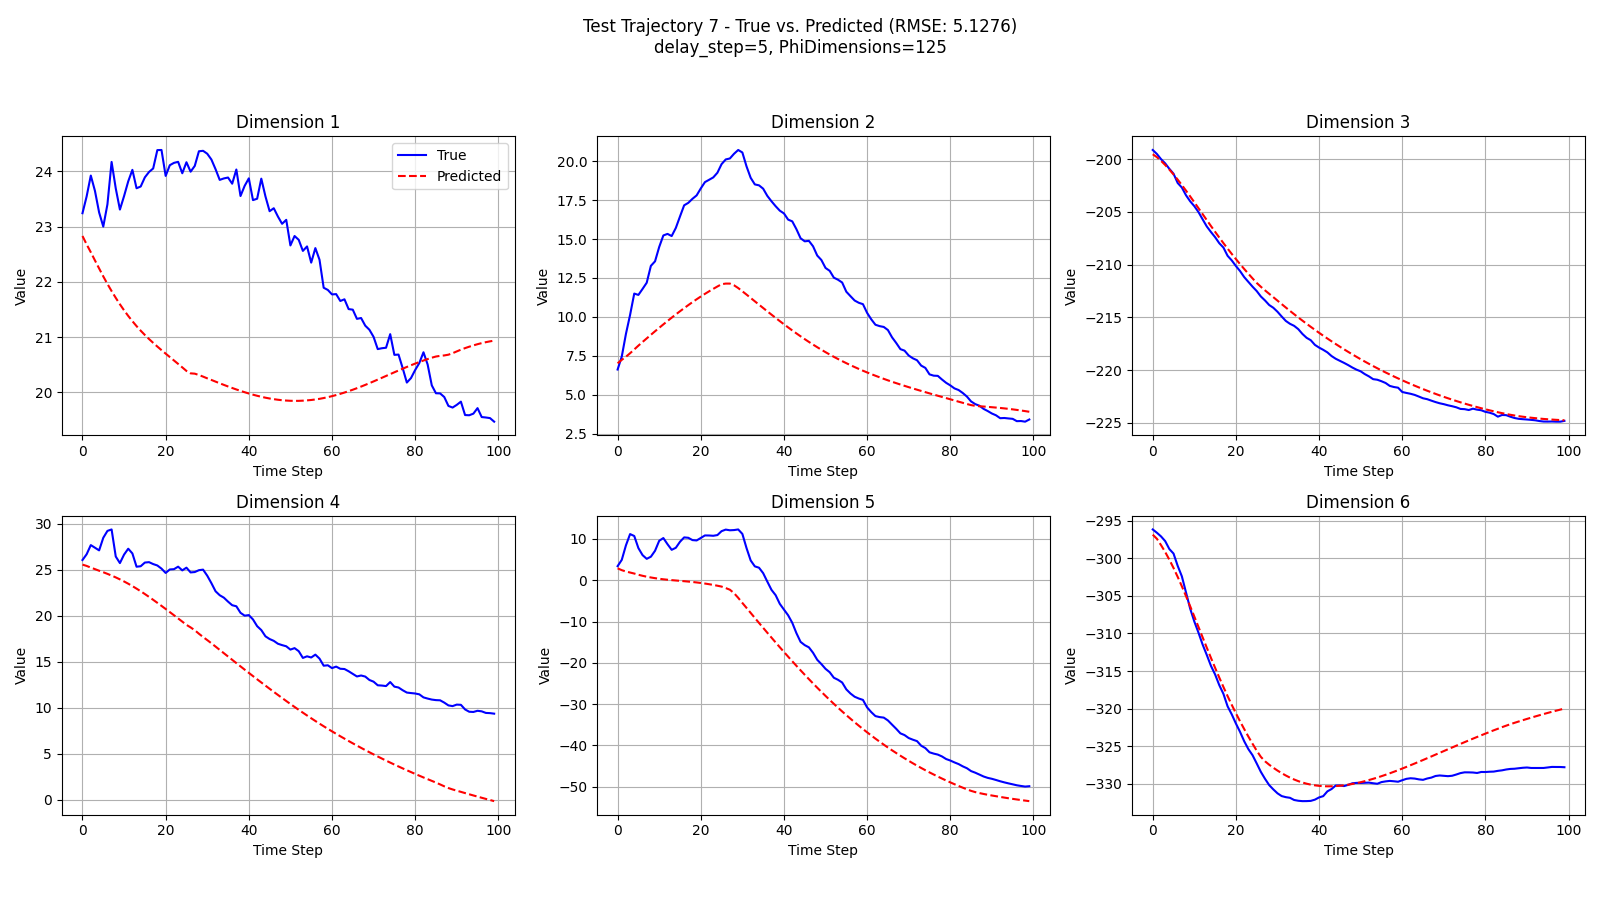 Test Trajectory 7 - True vs. Predicted (RMSE: 5.1276)
delay_step=5, PhiDimensions=125
Dimension 1
True
Predicted
24
23
22
21
20
Value
0 20 40 60 80 100
Time Step
Dimension 2
20.0
17.5
15.0
12.5
10.0
7.5
5.0
2.5
Value
0 20 40 60 80 100
Time Step
Dimension 3
−200
−205
−210
−215
−220
−225
Value
0 20 40 60 80 100
Time Step
Dimension 4
30
25
20
15
10
5
0
Value
0 20 40 60 80 100
Time Step
Dimension 5
10
0
−10
−20
−30
−40
−50
Value
0 20 40 60 80 100
Time Step
Dimension 6
−295
−300
−305
−310
−315
−320
−325
−330
Value
0 20 40 60 80 100
Time Step